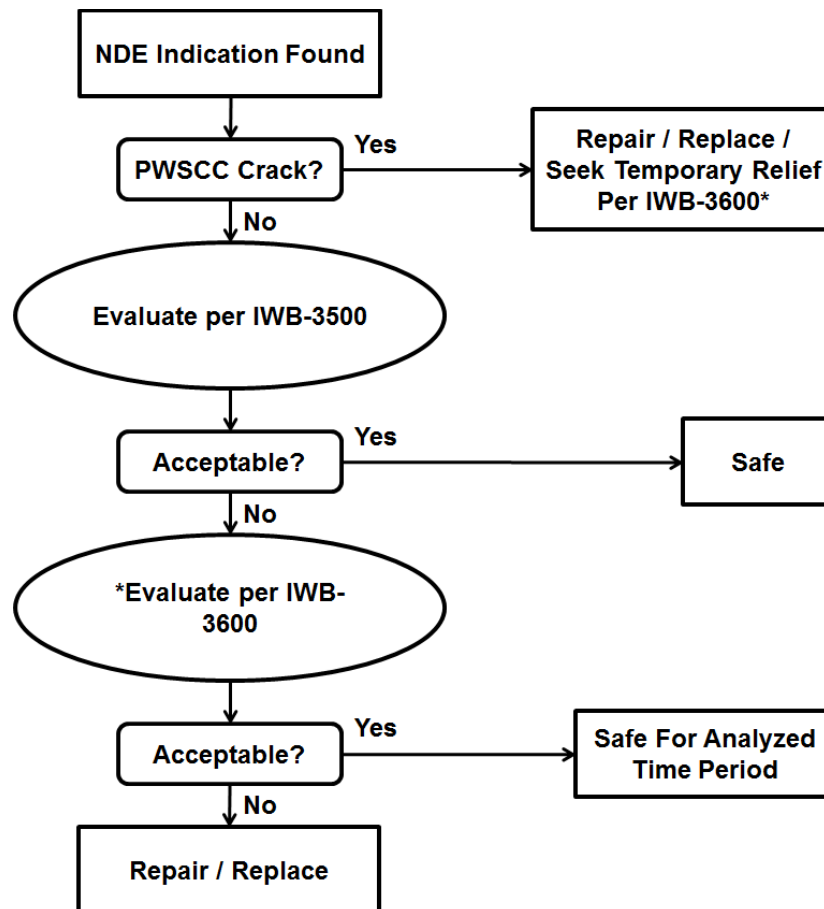 NDE Indication Found
PWSCC Crack?
Yes
Repair / Replace /
Seek Temporary Relief
Per IWB-3600*
No
Evaluate per IWB-3500
Acceptable?
Yes
Safe
No
*Evaluate per IWB-
3600
Acceptable?
Yes
Safe For Analyzed
Time Period
No
Repair / Replace